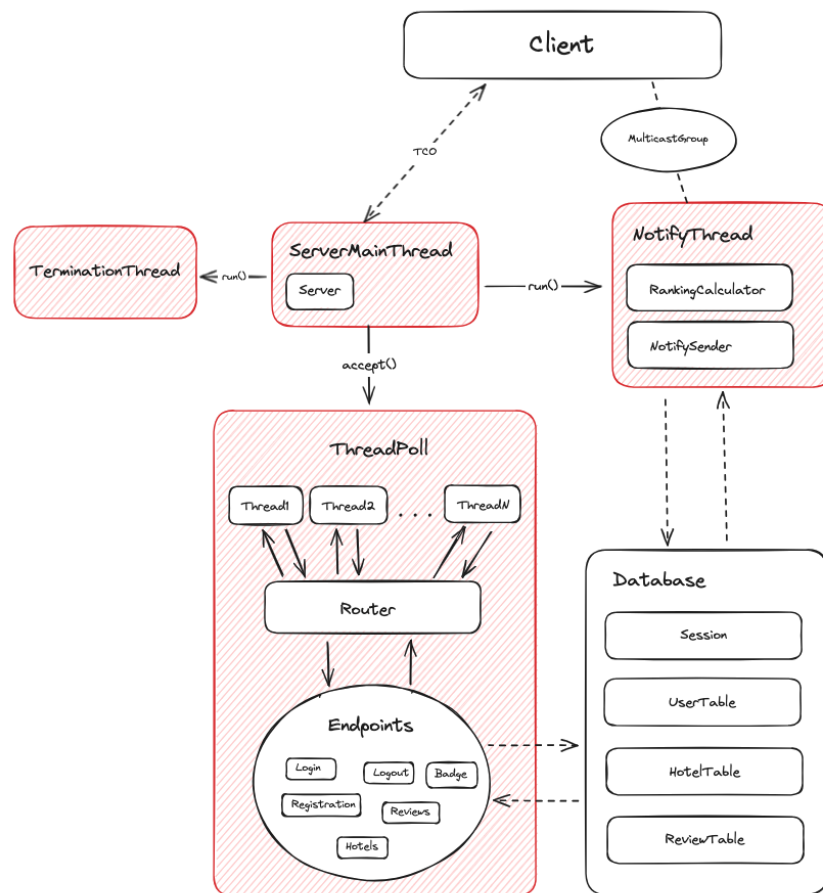 Client
TCO
MulticastGroup
TerminationThread
run()
ServerMainThread
Server
run()
NotifyThread
RankingCalculator
NotifySender
accept()
ThreadPoll
Thread1
Thread2
. . .
ThreadN
Router
Endpoints
Login
Logout
Badge
Registration
Reviews
Hotels
Database
Session
UserTable
HotelTable
ReviewTable